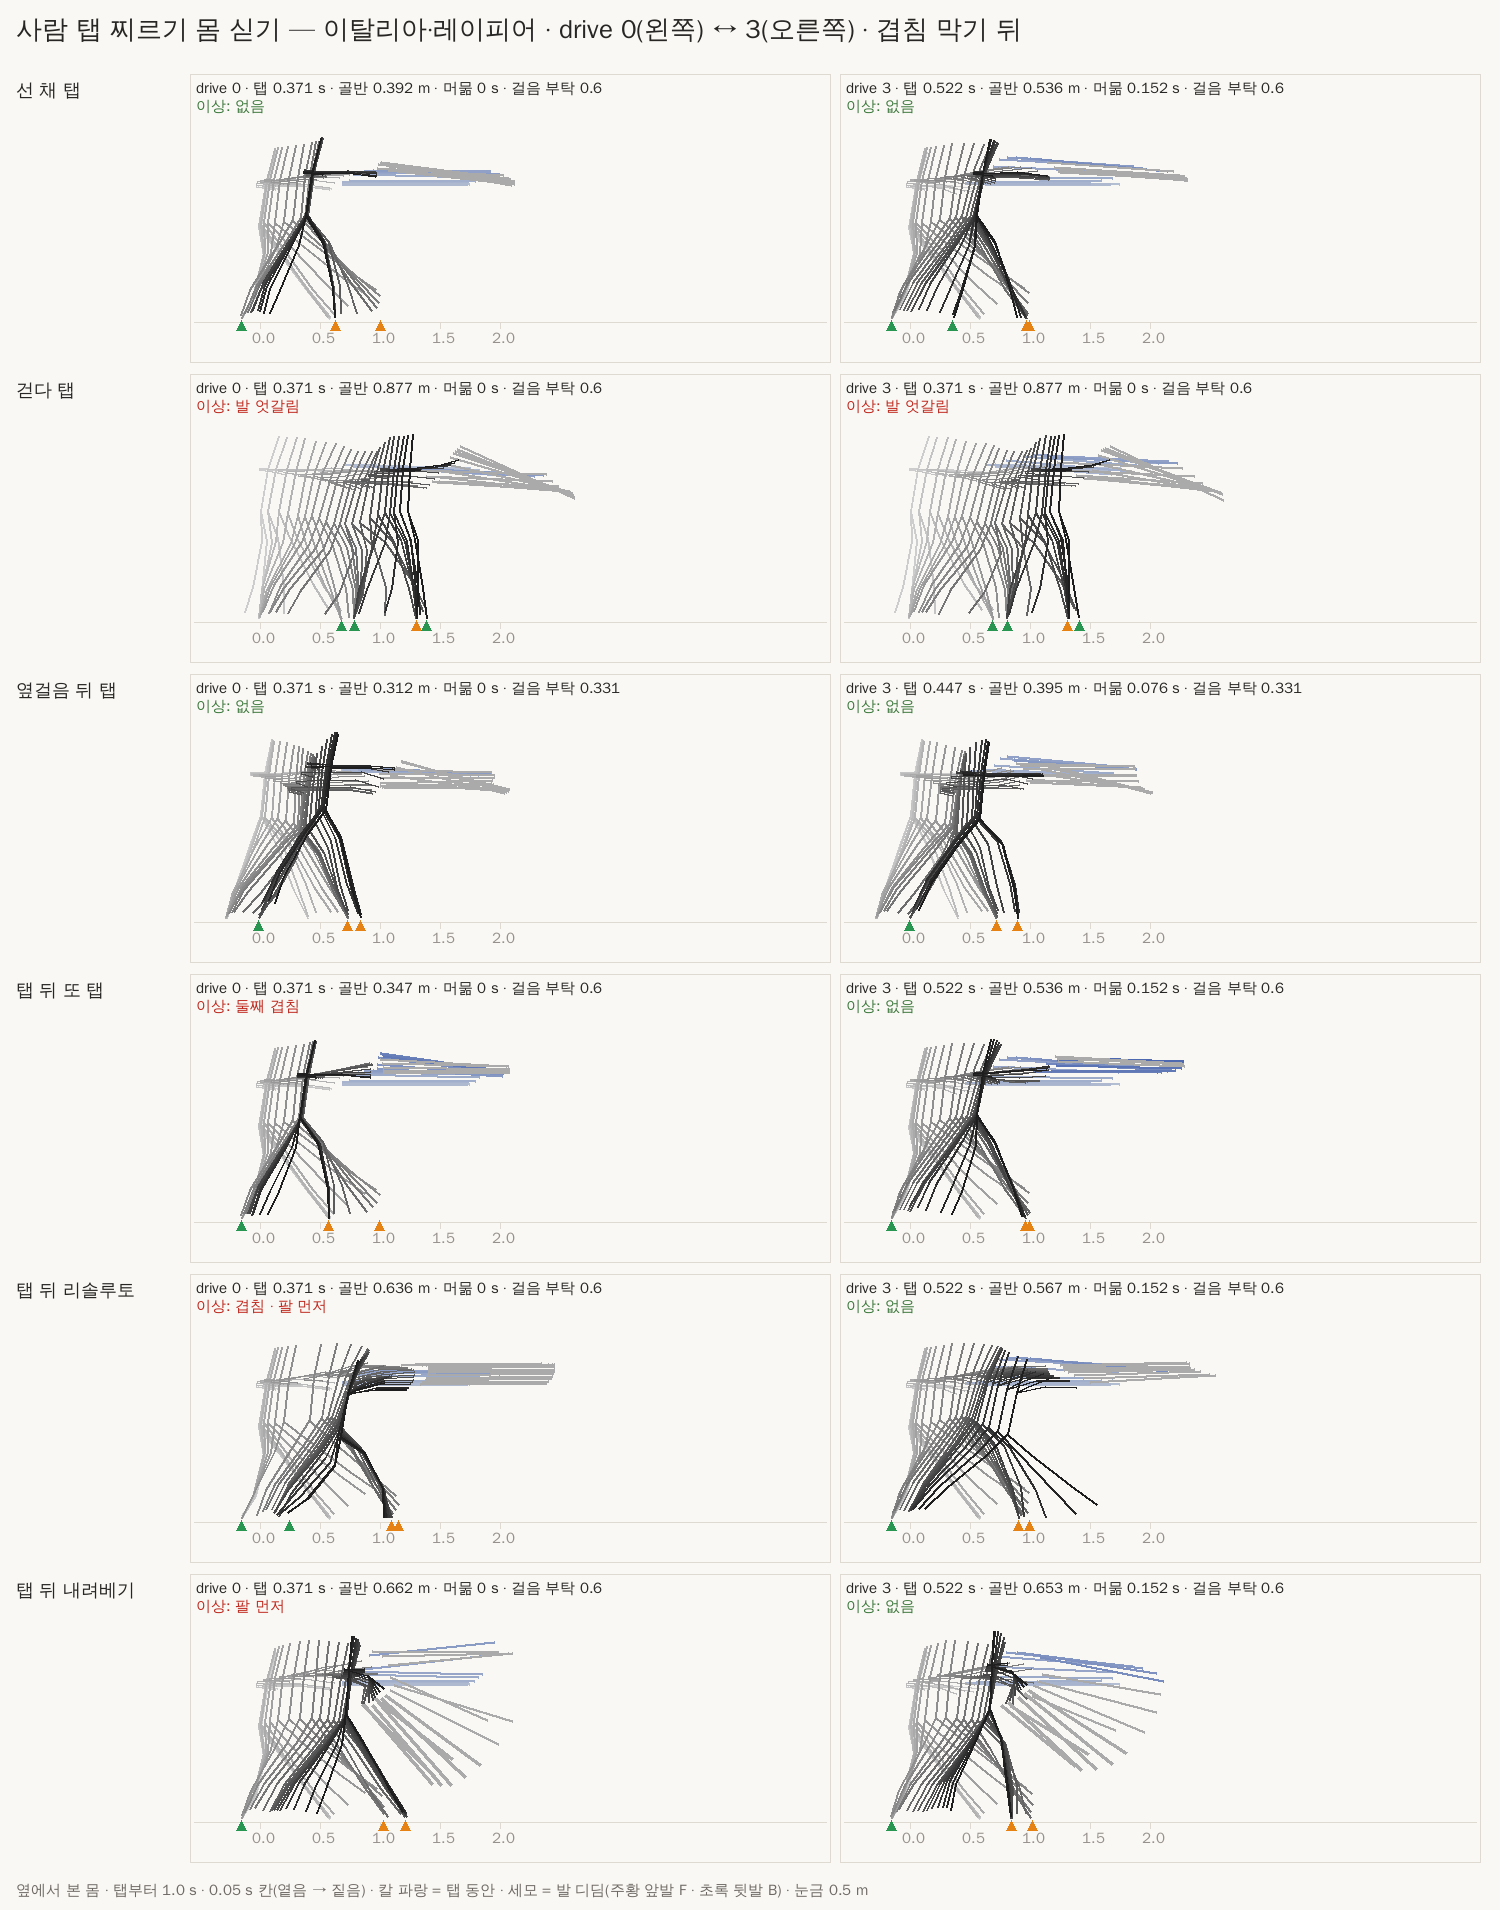 사람 탭 찌르기 몸 싣기 — 이탈리아·레이피어 · drive 0(왼쪽) ↔ 3(오른쪽) · 겹침 막기 뒤
선 채 탭
drive 0 · 탭 0.371 s · 골반 0.392 m · 머묾 0 s · 걸음 부탁 0.6
이상: 없음
0.0 0.5 1.0 1.5 2.0
drive 3 · 탭 0.522 s · 골반 0.536 m · 머묾 0.152 s · 걸음 부탁 0.6
이상: 없음
0.0 0.5 1.0 1.5 2.0
걷다 탭
drive 0 · 탭 0.371 s · 골반 0.877 m · 머묾 0 s · 걸음 부탁 0.6
이상: 발 엇갈림
0.0 0.5 1.0 1.5 2.0
drive 3 · 탭 0.371 s · 골반 0.877 m · 머묾 0 s · 걸음 부탁 0.6
이상: 발 엇갈림
0.0 0.5 1.0 1.5 2.0
옆걸음 뒤 탭
drive 0 · 탭 0.371 s · 골반 0.312 m · 머묾 0 s · 걸음 부탁 0.331
이상: 없음
0.0 0.5 1.0 1.5 2.0
drive 3 · 탭 0.447 s · 골반 0.395 m · 머묾 0.076 s · 걸음 부탁 0.331
이상: 없음
0.0 0.5 1.0 1.5 2.0
탭 뒤 또 탭
drive 0 · 탭 0.371 s · 골반 0.347 m · 머묾 0 s · 걸음 부탁 0.6
이상: 둘째 겹침
0.0 0.5 1.0 1.5 2.0
drive 3 · 탭 0.522 s · 골반 0.536 m · 머묾 0.152 s · 걸음 부탁 0.6
이상: 없음
0.0 0.5 1.0 1.5 2.0
탭 뒤 리솔루토
drive 0 · 탭 0.371 s · 골반 0.636 m · 머묾 0 s · 걸음 부탁 0.6
이상: 겹침 · 팔 먼저
0.0 0.5 1.0 1.5 2.0
drive 3 · 탭 0.522 s · 골반 0.567 m · 머묾 0.152 s · 걸음 부탁 0.6
이상: 없음
0.0 0.5 1.0 1.5 2.0
탭 뒤 내려베기
drive 0 · 탭 0.371 s · 골반 0.662 m · 머묾 0 s · 걸음 부탁 0.6
이상: 팔 먼저
0.0 0.5 1.0 1.5 2.0
drive 3 · 탭 0.522 s · 골반 0.653 m · 머묾 0.152 s · 걸음 부탁 0.6
이상: 없음
0.0 0.5 1.0 1.5 2.0
옆에서 본 몸 · 탭부터 1.0 s · 0.05 s 칸(옅음 → 짙음) · 칼 파랑 = 탭 동안 · 세모 = 발 디딤(주황 앞발 F · 초록 뒷발 B) · 눈금 0.5 m